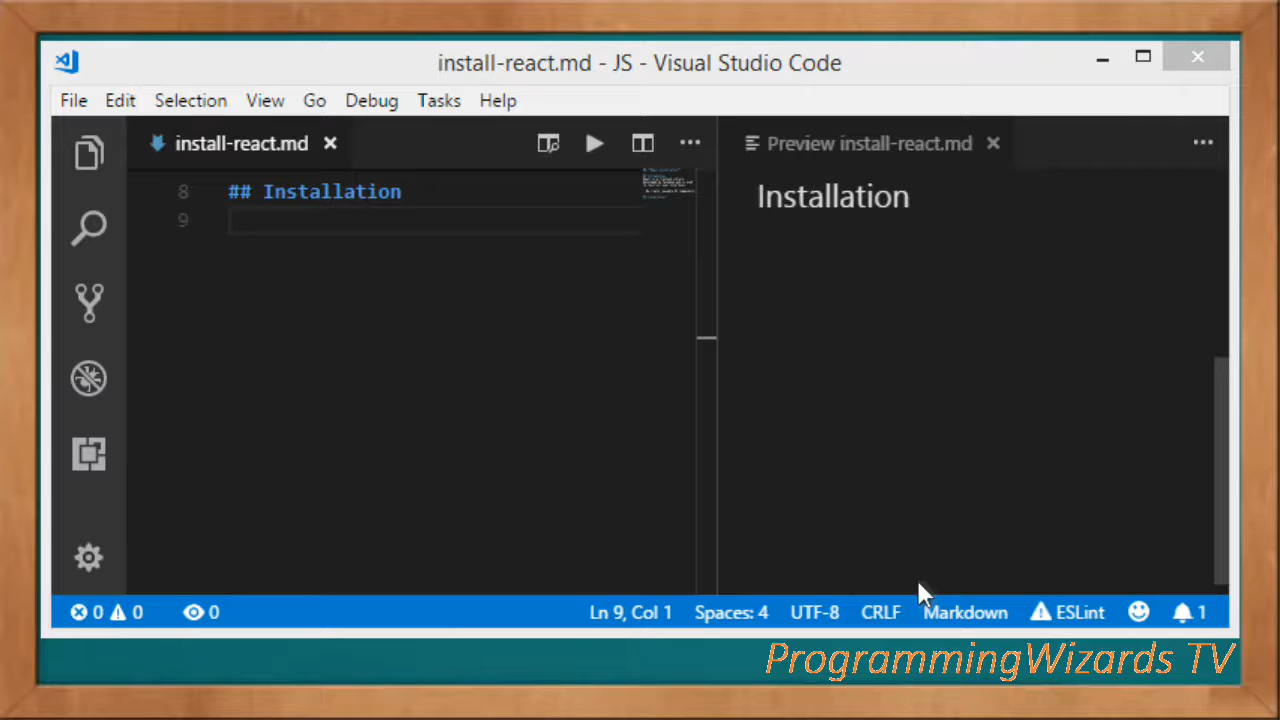 install-react.md - JS - Visual Studio Code
File Edit Selection View Go Debug Tasks Help
install-react.md
Preview install-react.md
8 ## Installation
9
Installation
0 0 0 Ln 9, Col 1 Spaces: 4 UTF-8 CRLF Markdown ESLint 1
ProgrammingWizards TV